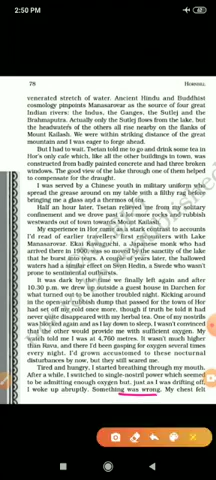 2:50 PM
78 HORNBILL
venerated stretch of water. Ancient Hindu and Buddhist
cosmology pinpoints Manasarovar as the source of four great
Indian rivers: the Indus, the Ganges, the Sutlej and the
Brahmaputra. Actually only the Sutlej flows from the lake, but
the headwaters of the others all rise nearby on the flanks of
Mount Kailash. We were within striking distance of the great
mountain and I was eager to forge ahead.
But I had to wait. Tsetan told me to go and drink some tea in
Hor's only cafe which, like all the other buildings in town, was
constructed from badly painted concrete and had three broken
windows. The good view of the lake through one of them helped
to compensate for the draught.
I was served by a Chinese youth in military uniform who
spread the grease around on my table with a filthy rag before
bringing me a glass and a thermos of tea.
Half an hour later, Tsetan relieved me from my solitary
confinement and we drove past a lot more rocks and rubbish
westwards out of town towards Mount Kailash.
My experience in Hor came as a stark contrast to accounts
I'd read of earlier travellers' first encounters with Lake
Manasarovar. Ekai Kawaguchi, a Japanese monk who had
arrived there in 1900, was so moved by the sanctity of the lake
that he burst into tears. A couple of years later, the hallowed
waters had a similar effect on Sven Hedin, a Swede who wasn't
prone to sentimental outbursts.
It was dark by the time we finally left again and after
10.30 p.m. we drew up outside a guest house in Darchen for
what turned out to be another troubled night. Kicking around
in the open-air rubbish dump that passed for the town of Hor
had set off my cold once more, though if truth be told it had
never quite disappeared with my herbal tea. One of my nostrils
was blocked again and as I lay down to sleep, I wasn't convinced
that the other would provide me with sufficient oxygen. My
watch told me I was at 4,760 metres. It wasn't much higher
than Ravu, and there I'd been gasping for oxygen several times
every night. I'd grown accustomed to these nocturnal
disturbances by now, but they still scared me.
Tired and hungry, I started breathing through my mouth.
After a while, I switched to single-nostril power which seemed
to be admitting enough oxygen but, just as I was drifting off,
I woke up abruptly. Something was wrong. My chest felt